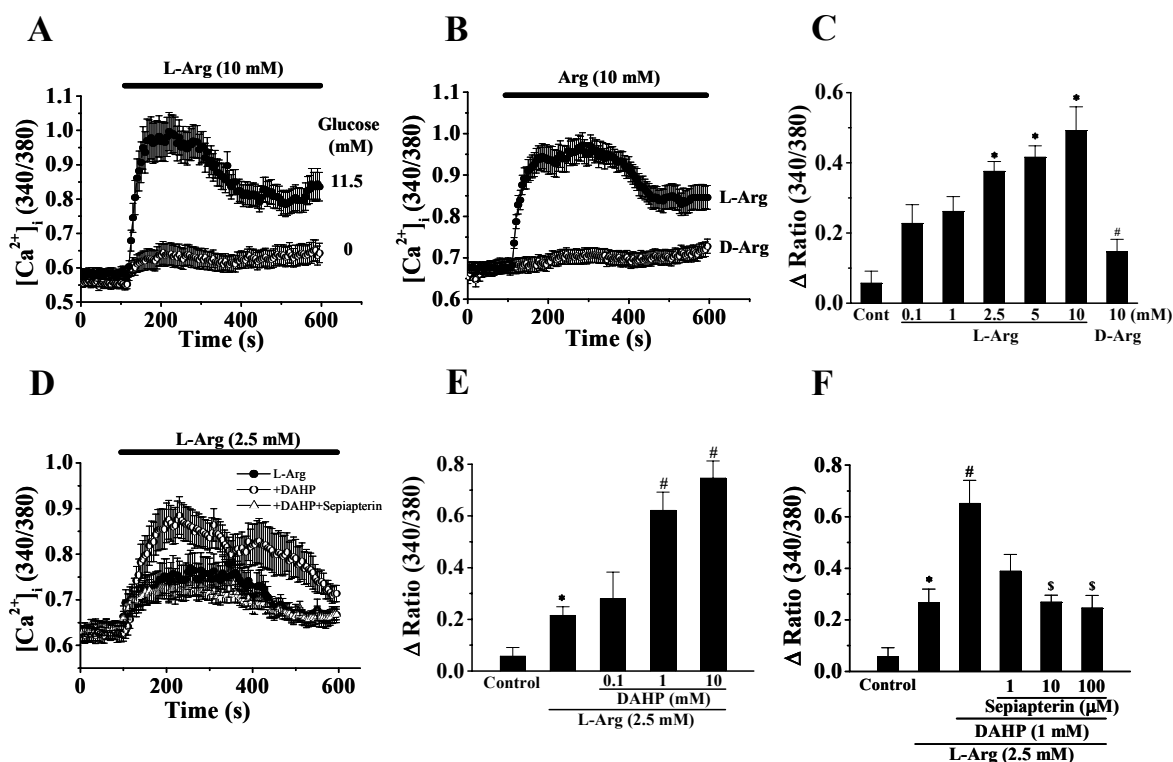 A
L-Arg (10 mM)
1.1
1.0
0.9
0.8
0.7
0.6
0.5
[Ca2+]i (340/380)
Glucose
(mM)
11.5
0
0 200 400 600
Time (s)
B
Arg (10 mM)
1.1
1.0
0.9
0.8
0.7
0.6
[Ca2+]i (340/380)
L-Arg
D-Arg
0 200 400 600
Time (s)
C
0.6
0.4
0.2
0.0
Δ Ratio (340/380)
* * * #
Cont 0.1 1 2.5 5 10 10 (mM)
L-Arg D-Arg
D
L-Arg (2.5 mM)
1.0
0.9
0.8
0.7
0.6
[Ca2+]i (340/380)
L-Arg
+DAHP
+DAHP+Sepiapterin
0 200 400 600
Time (s)
E
0.8
0.6
0.4
0.2
0.0
Δ Ratio (340/380)
* # #
Control 0.1 1 10
DAHP (mM)
L-Arg (2.5 mM)
F
0.8
0.6
0.4
0.2
0.0
Δ Ratio (340/380)
* # $ $
Control 1 10 100
Sepiapterin (μM)
DAHP (1 mM)
L-Arg (2.5 mM)